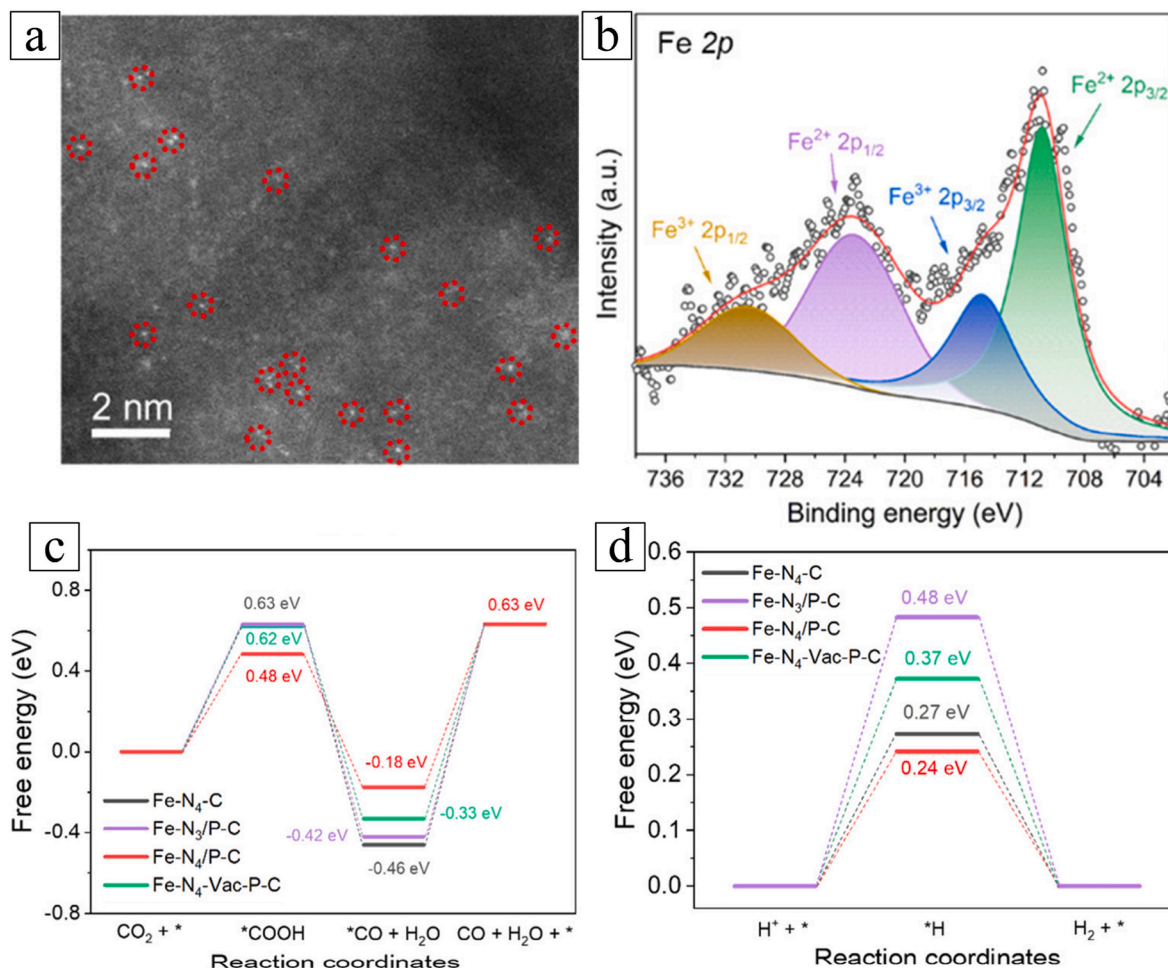 a
2 nm
b
Fe 2p
Fe²⁺ 2p₃/₂
Fe²⁺ 2p₁/₂
Fe³⁺ 2p₃/₂
Fe³⁺ 2p₁/₂
Intensity (a.u.)
736 732 728 724 720 716 712 708 704
Binding energy (eV)
c
0.8
0.4
0.0
-0.4
-0.8
Free energy (eV)
0.63 eV
0.62 eV
0.48 eV
0.63 eV
-0.18 eV
-0.33 eV
-0.42 eV
-0.46 eV
Fe-N₄-C
Fe-N₃/P-C
Fe-N₄/P-C
Fe-N₄-Vac-P-C
CO₂ + * *COOH *CO + H₂O CO + H₂O + *
Reaction coordinates
d
0.6
0.5
0.4
0.3
0.2
0.1
0.0
Free energy (eV)
Fe-N₄-C
Fe-N₃/P-C
Fe-N₄/P-C
Fe-N₄-Vac-P-C
0.48 eV
0.37 eV
0.27 eV
0.24 eV
H⁺ + * *H H₂ + *
Reaction coordinates